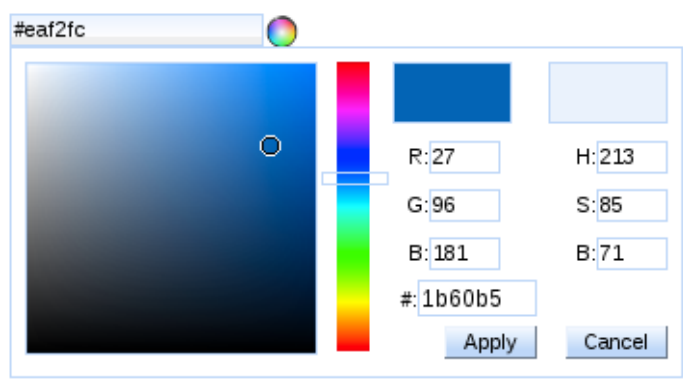 #eaf2fc
R: 27 H: 213
G: 96 S: 85
B: 181 B: 71
#: 1b60b5
Apply Cancel